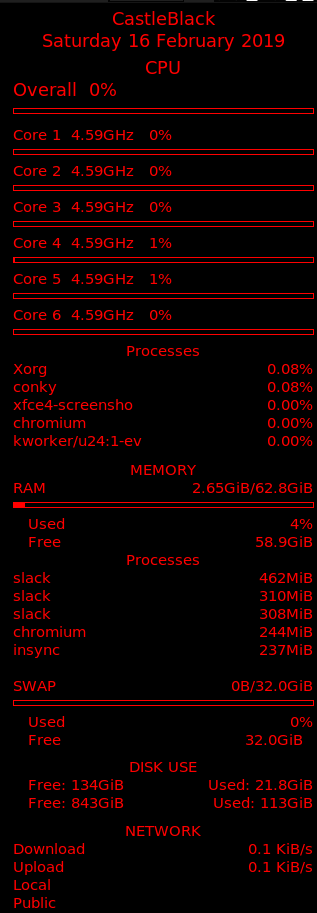 CastleBlack
Saturday 16 February 2019
CPU
Overall 0%
Core 1 4.59GHz 0%
Core 2 4.59GHz 0%
Core 3 4.59GHz 0%
Core 4 4.59GHz 1%
Core 5 4.59GHz 1%
Core 6 4.59GHz 0%
Processes
Xorg 0.08%
conky 0.08%
xfce4-screensho 0.00%
chromium 0.00%
kworker/u24:1-ev 0.00%
MEMORY
RAM 2.65GiB/62.8GiB
Used 4%
Free 58.9GiB
Processes
slack 462MiB
slack 310MiB
slack 308MiB
chromium 244MiB
insync 237MiB
SWAP 0B/32.0GiB
Used 0%
Free 32.0GiB
DISK USE
Free: 134GiB Used: 21.8GiB
Free: 843GiB Used: 113GiB
NETWORK
Download 0.1 KiB/s
Upload 0.1 KiB/s
Local
Public